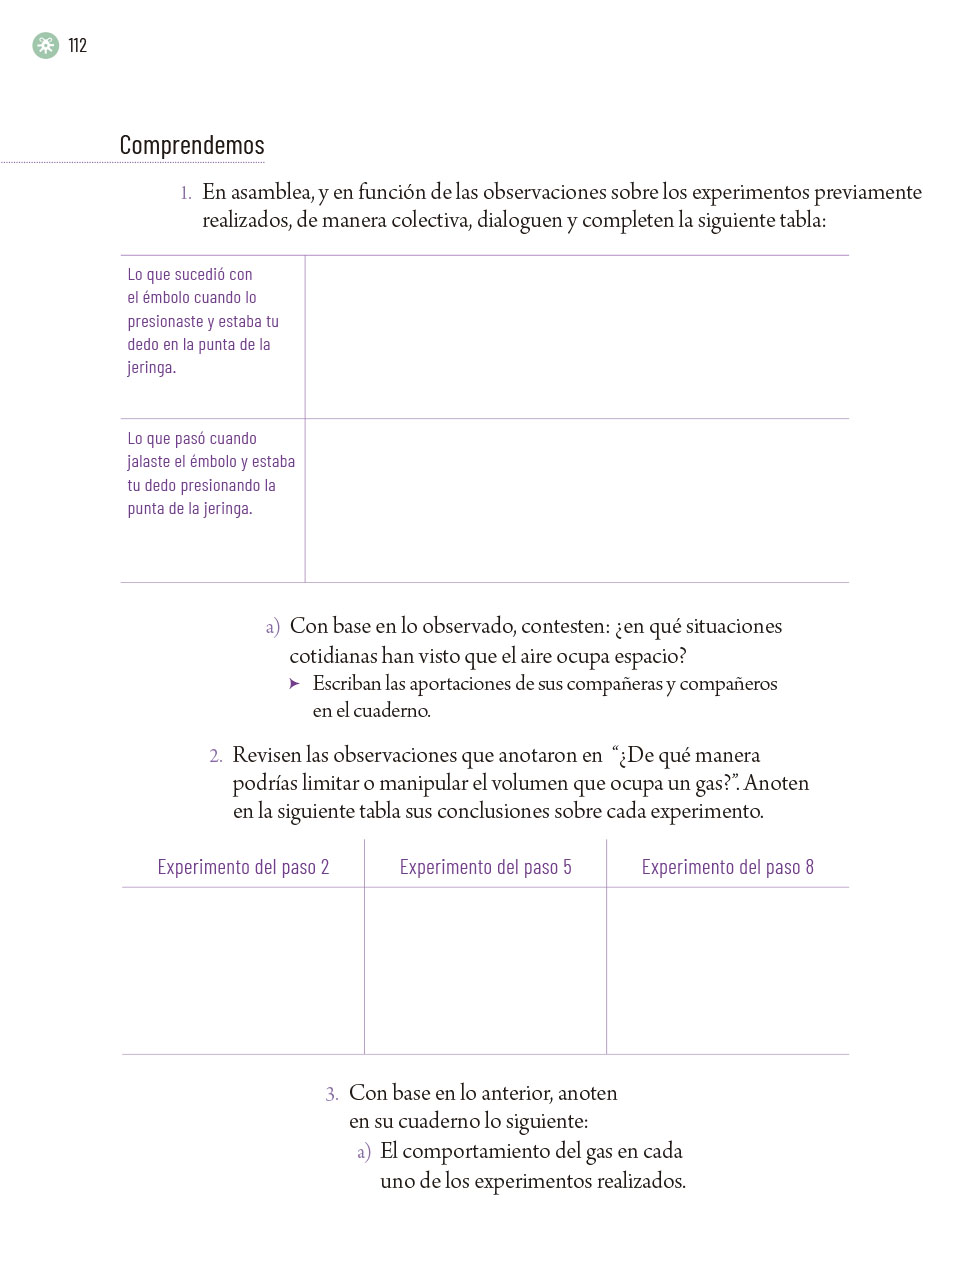 112
Comprendemos
1. En asamblea, y en función de las observaciones sobre los experimentos previamente
realizados, de manera colectiva, dialoguen y completen la siguiente tabla:
Lo que sucedió con
el émbolo cuando lo
presionaste y estaba tu
dedo en la punta de la
jeringa.
Lo que pasó cuando
jalaste el émbolo y estaba
tu dedo presionando la
punta de la jeringa.
a) Con base en lo observado, contesten: ¿en qué situaciones
cotidianas han visto que el aire ocupa espacio?
➤ Escriban las aportaciones de sus compañeras y compañeros
en el cuaderno.
2. Revisen las observaciones que anotaron en “¿De qué manera
podrías limitar o manipular el volumen que ocupa un gas?”. Anoten
en la siguiente tabla sus conclusiones sobre cada experimento.
Experimento del paso 2 Experimento del paso 5 Experimento del paso 8
3. Con base en lo anterior, anoten
en su cuaderno lo siguiente:
a) El comportamiento del gas en cada
uno de los experimentos realizados.